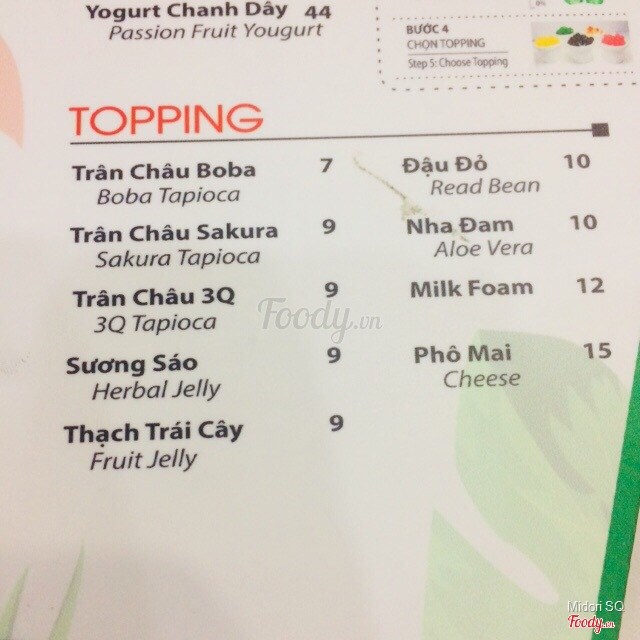 Yogurt Chanh Dây 44
Passion Fruit Yougurt
BƯỚC 4
CHỌN TOPPING
Step 5: Choose Topping
TOPPING
Trân Châu Boba 7
Boba Tapioca
Trân Châu Sakura 9
Sakura Tapioca
Trân Châu 3Q 9
3Q Tapioca
Sương Sáo 9
Herbal Jelly
Thạch Trái Cây 9
Fruit Jelly
Đậu Đỏ 10
Read Bean
Nha Đam 10
Aloe Vera
Milk Foam 12
Phô Mai 15
Cheese
Foody.vn
Midori SQ
Foody.vn